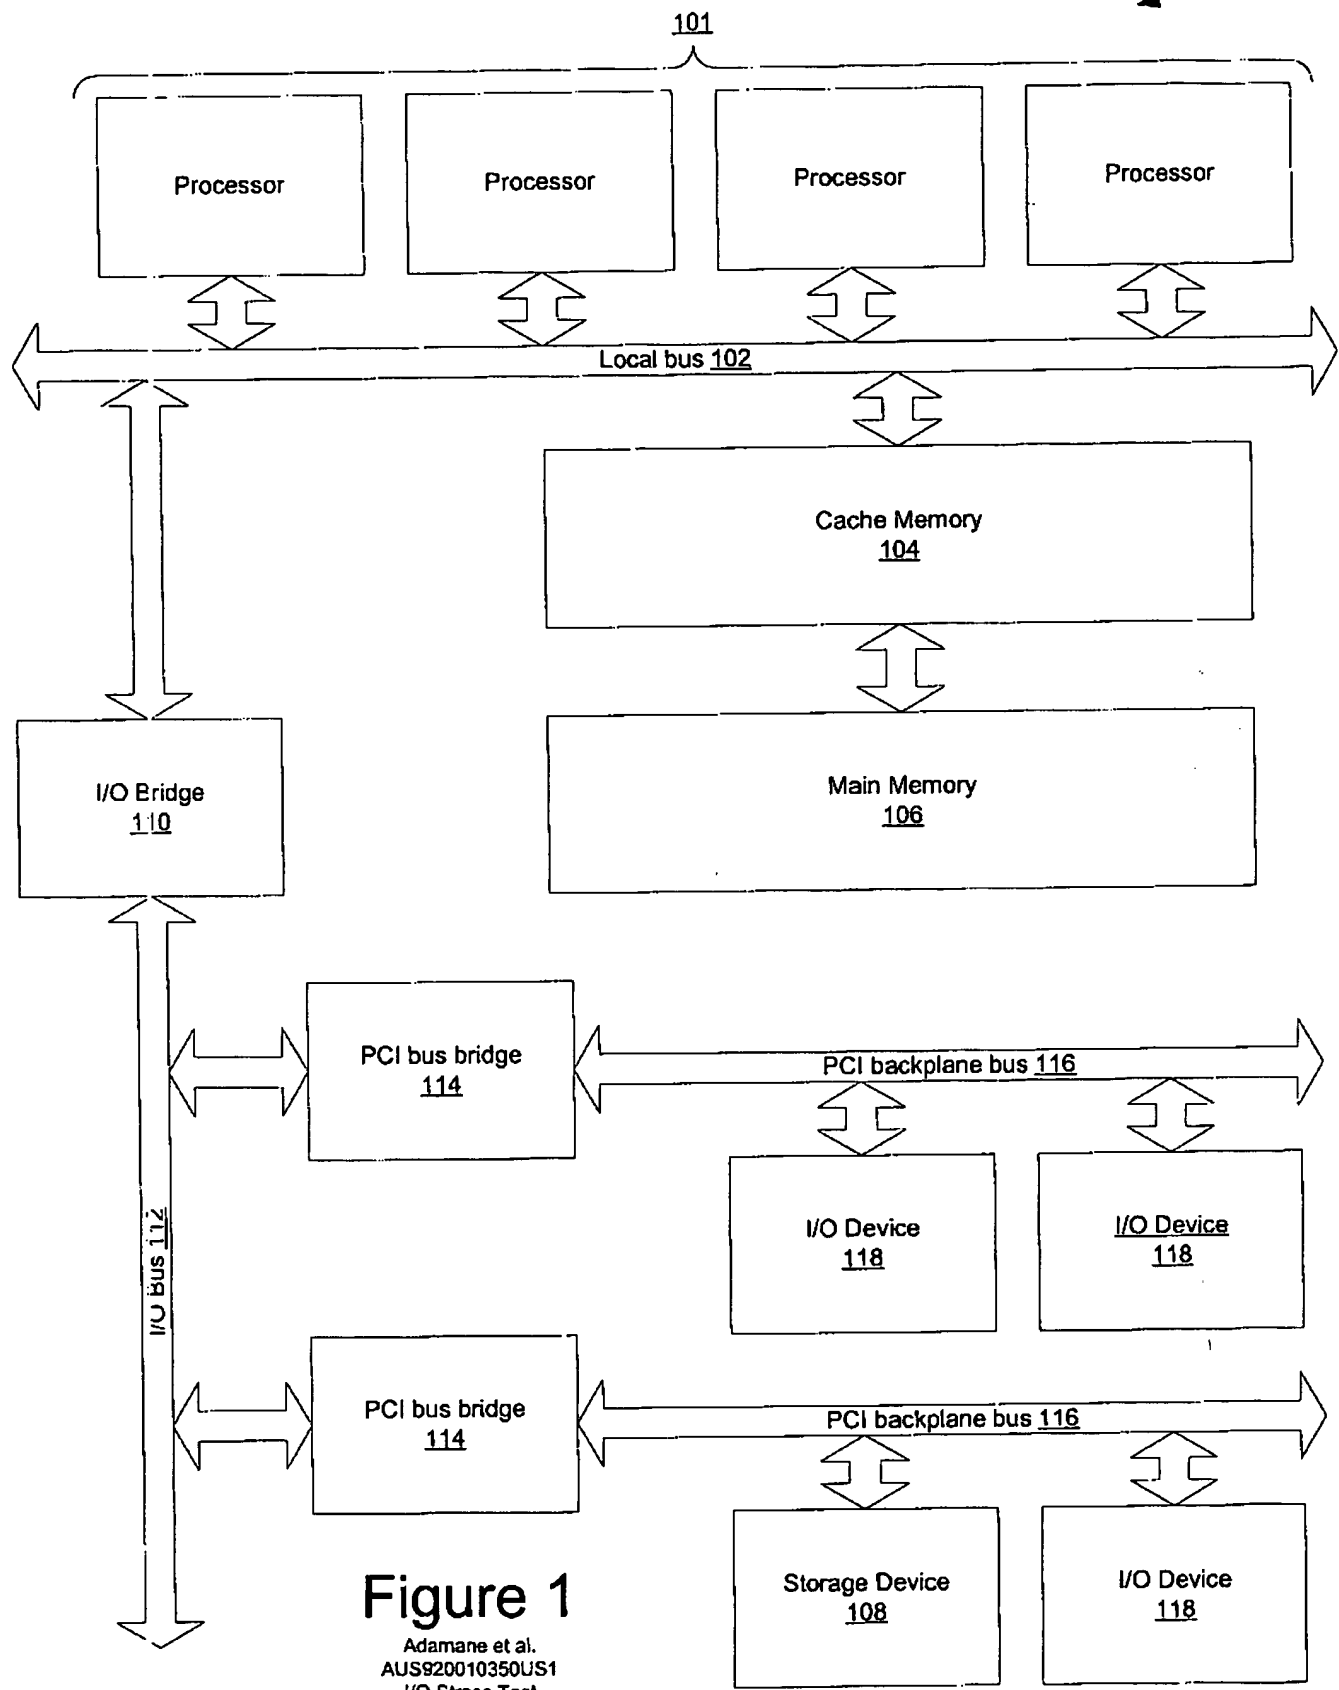 101
Processor
Processor
Processor
Processor
Local bus 102
Cache Memory
104
Main Memory
106
I/O Bridge
110
PCI bus bridge
114
PCI backplane bus 116
I/O Device
118
I/O Device
118
I/O Bus 112
PCI bus bridge
114
PCI backplane bus 116
Storage Device
108
I/O Device
118
Figure 1
Adamane et al.
AUS920010350US1
I/O Stress Test